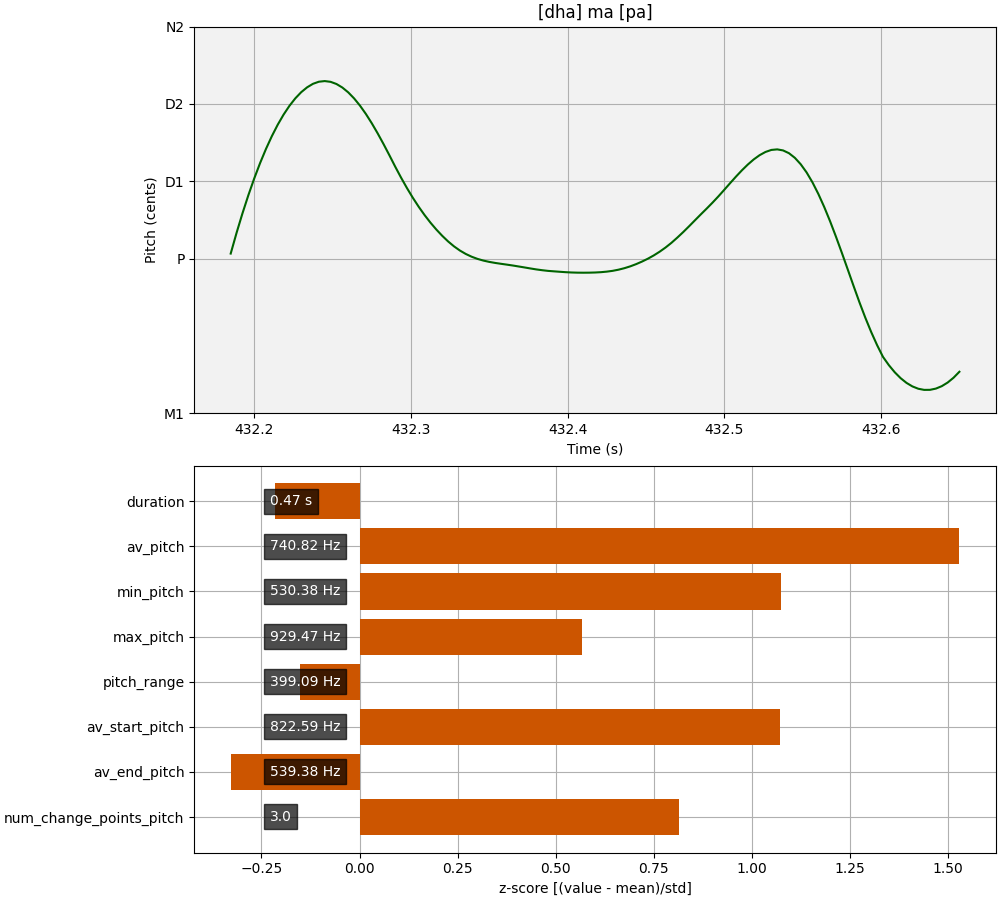 [dha] ma [pa]
N2
D2
D1
P
M1
Pitch (cents)
432.2 432.3 432.4 432.5 432.6
Time (s)
duration 0.47 s
av_pitch 740.82 Hz
min_pitch 530.38 Hz
max_pitch 929.47 Hz
pitch_range 399.09 Hz
av_start_pitch 822.59 Hz
av_end_pitch 539.38 Hz
num_change_points_pitch 3.0
−0.25 0.00 0.25 0.50 0.75 1.00 1.25 1.50
z-score [(value - mean)/std]